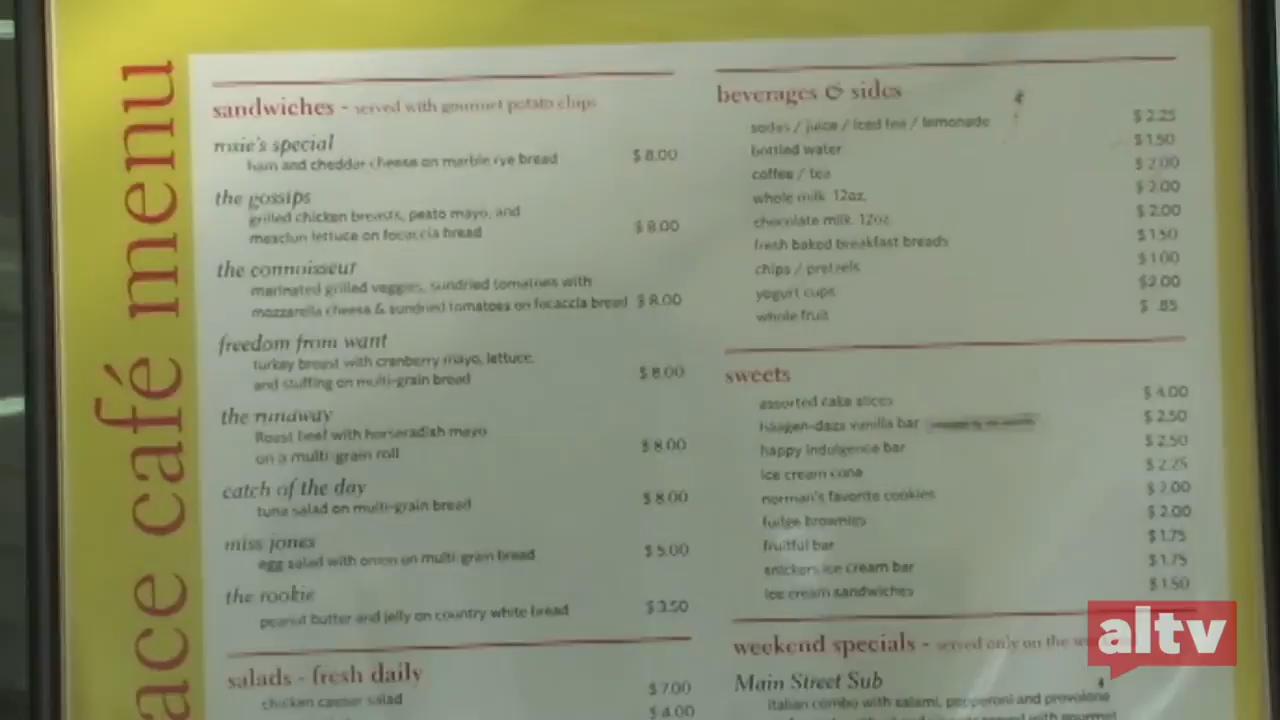 ace café menu
sandwiches - served with gourmet potato chips
rosie's special
ham and cheddar cheese on marble rye bread $ 8.00
the gossips
grilled chicken breasts, pesto mayo, and
mesclun lettuce on focaccia bread $ 8.00
the connoisseur
marinated grilled veggies, sundried tomatoes with
mozzarella cheese & sundried tomatoes on focaccia bread $ 8.00
freedom from want
turkey breast with cranberry mayo, lettuce,
and stuffing on multi-grain bread $ 8.00
the runaway
Roast beef with horseradish mayo
on a multi-grain roll $ 8.00
catch of the day
tuna salad on multi-grain bread $ 8.00
miss jones
egg salad with onion on multi-grain bread $ 5.00
the rookie
peanut butter and jelly on country white bread $ 3.50
salads - fresh daily
chicken caesar salad $ 7.00
$ 4.00
beverages & sides
sodas / juice / iced tea / lemonade $ 2.25
bottled water $ 1.50
coffee / tea $ 2.00
whole milk 12oz. $ 2.00
chocolate milk 12oz. $ 2.00
fresh baked breakfast breads $ 1.50
chips / pretzels $ 1.00
yogurt cups $ 2.00
whole fruit $ .85
sweets
assorted cake slices $ 4.00
häagen-dazs vanilla bar $ 2.50
happy indulgence bar $ 2.50
ice cream cone $ 2.25
norman's favorite cookies $ 2.00
fudge brownies $ 2.00
fruitful bar $ 1.75
snickers ice cream bar $ 1.75
ice cream sandwiches $ 1.50
weekend specials - served only on the
Main Street Sub
italian combo with salami, pepperoni and provolone
served with gourmet
altv